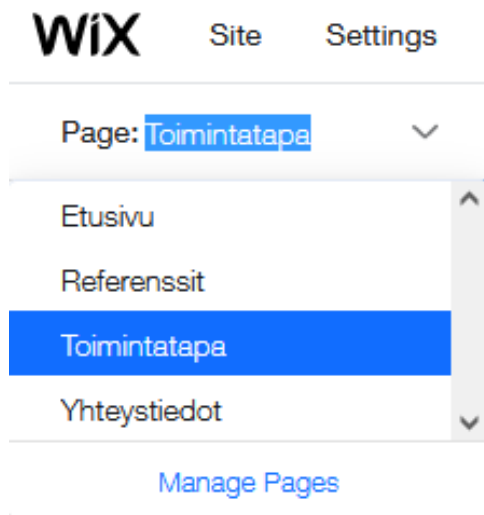 WiX Site Settings
Page: Toimintatapa
Etusivu
Referenssit
Toimintatapa
Yhteystiedot
Manage Pages